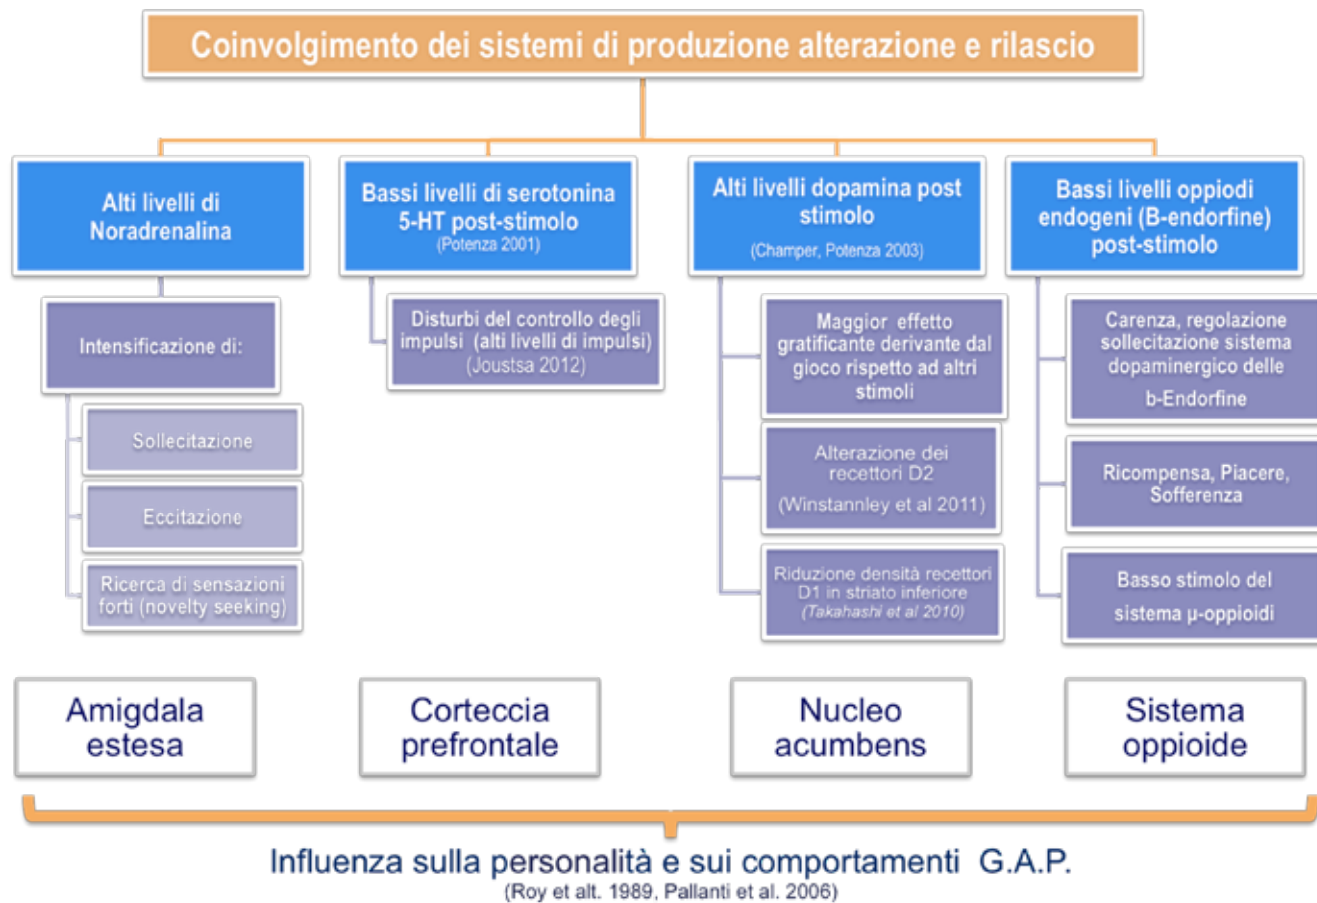 Coinvolgimento dei sistemi di produzione alterazione e rilascio
Alti livelli di
Noradrenalina
Intensificazione di:
Sollecitazione
Eccitazione
Ricerca di sensazioni
forti (novelty seeking)
Amigdala
estesa
Bassi livelli di serotonina
5-HT post-stimolo
(Potenza 2001)
Disturbi del controllo degli
impulsi (alti livelli di impulsi)
(Joustsa 2012)
Corteccia
prefrontale
Alti livelli dopamina post
stimolo
(Champer, Potenza 2003)
Maggior effetto
gratificante derivante dal
gioco rispetto ad altri
stimoli
Alterazione dei
recettori D2
(Winstannley et al 2011)
Riduzione densità recettori
D1 in striato inferiore
(Takahashi et al 2010)
Nucleo
acumbens
Bassi livelli oppiodi
endogeni (B-endorfine)
post-stimolo
Carenza, regolazione
sollecitazione sistema
dopaminergico delle
b-Endorfine
Ricompensa, Piacere,
Sofferenza
Basso stimolo del
sistema µ-oppioidi
Sistema
oppioide
Influenza sulla personalità e sui comportamenti G.A.P.
(Roy et alt. 1989, Pallanti et al. 2006)